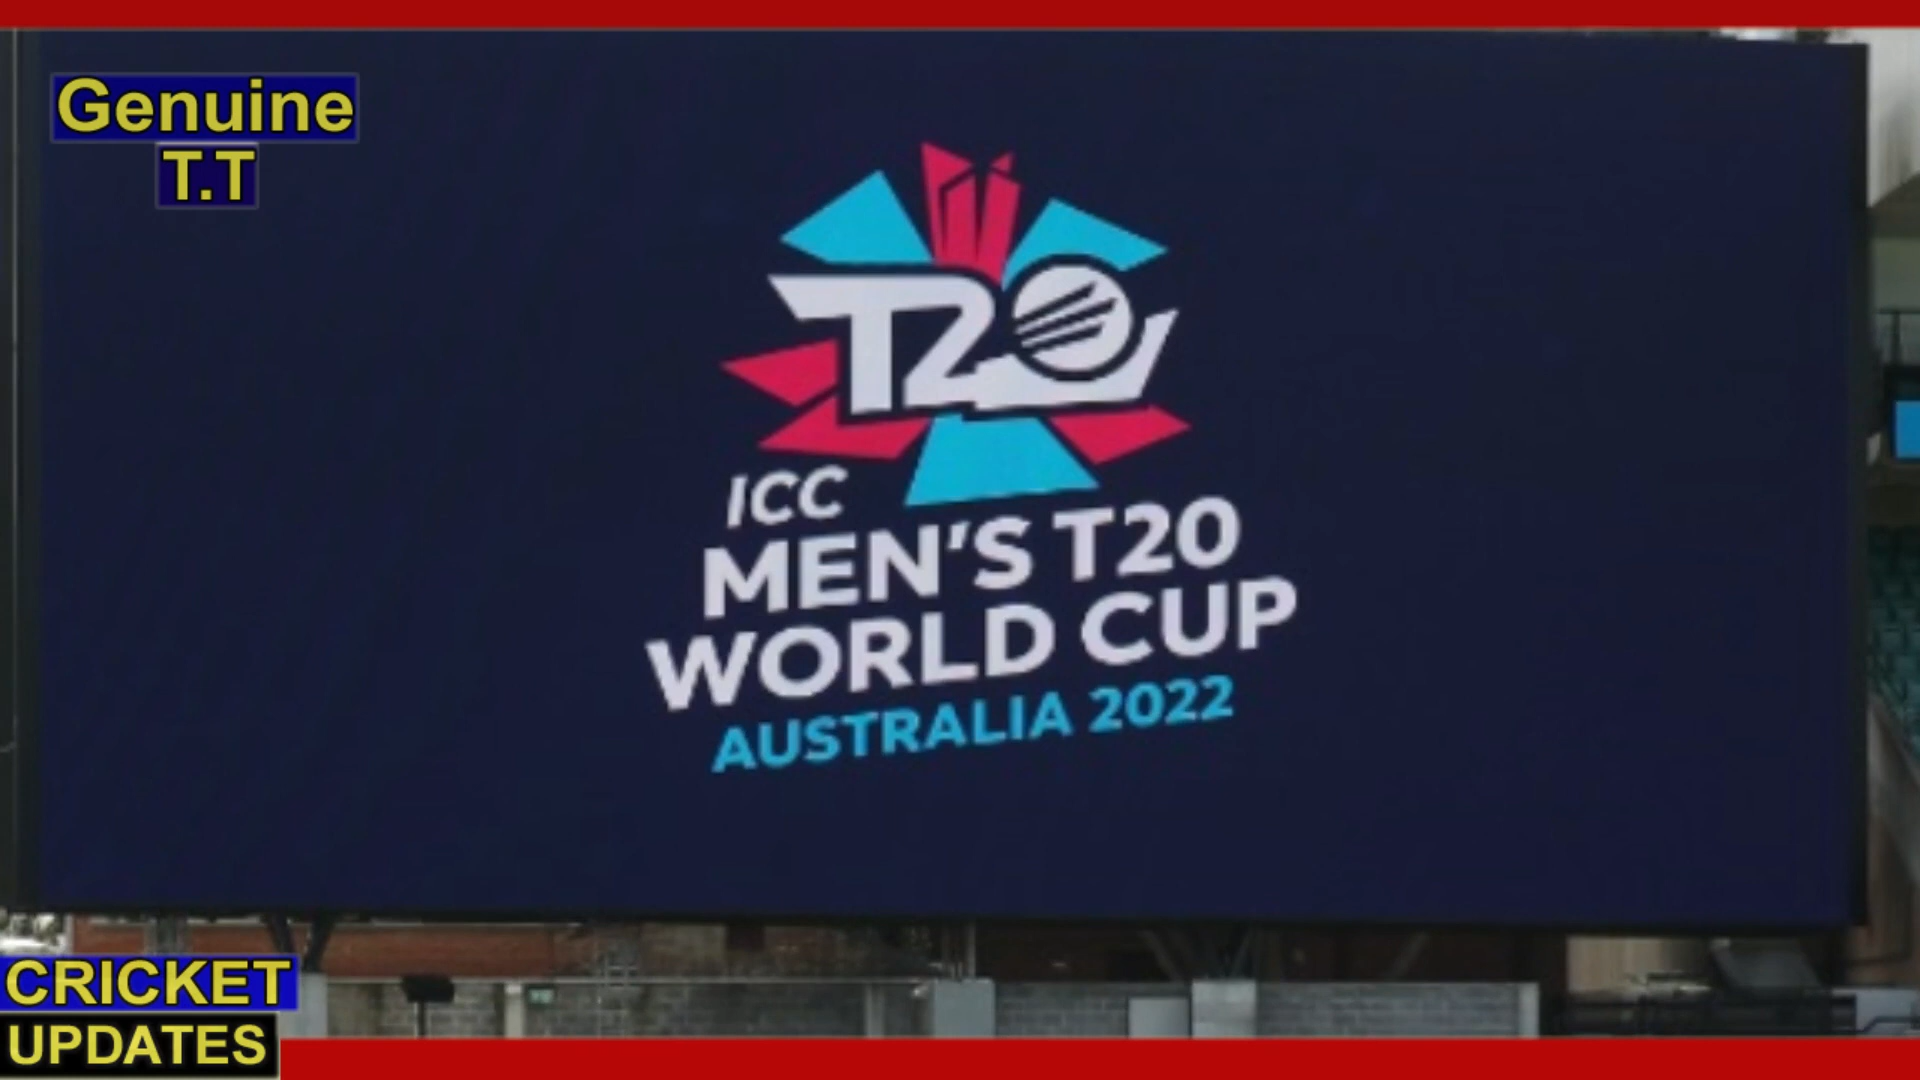 Genuine
T.T
T20
ICC
MEN'S T20
WORLD CUP
AUSTRALIA 2022
CRICKET
UPDATES